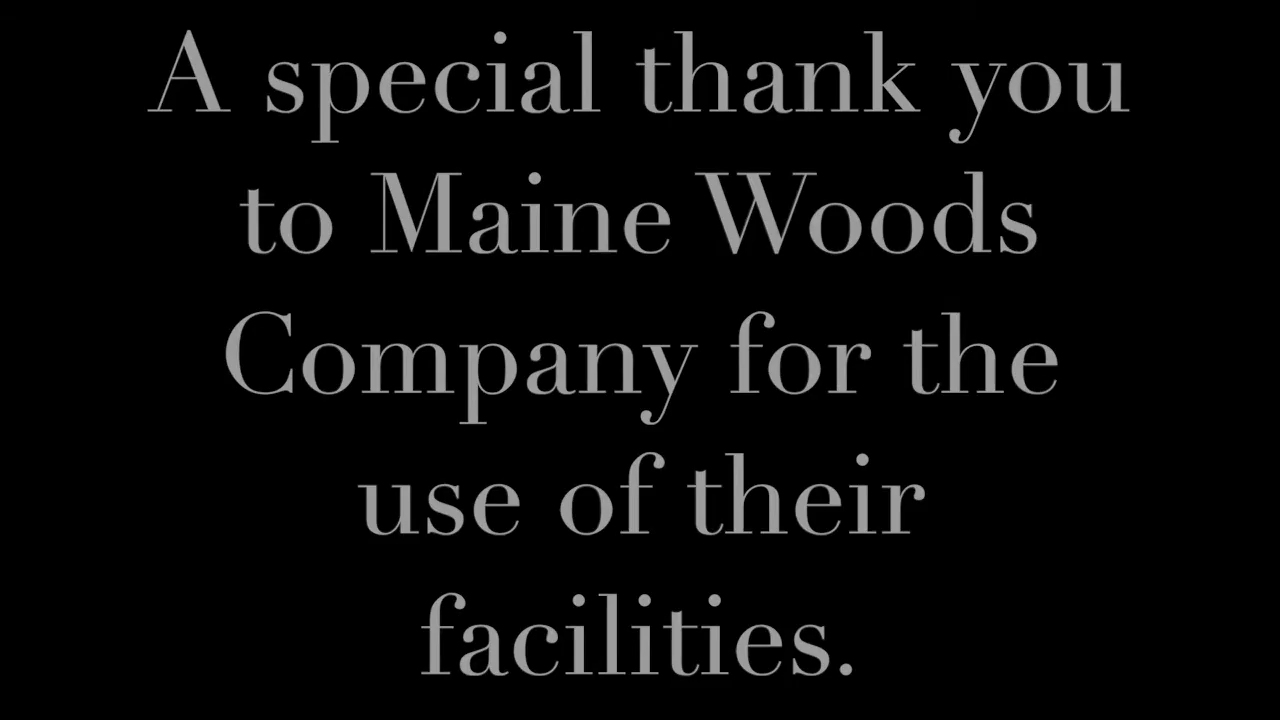 A special thank you
to Maine Woods
Company for the
use of their
facilities.